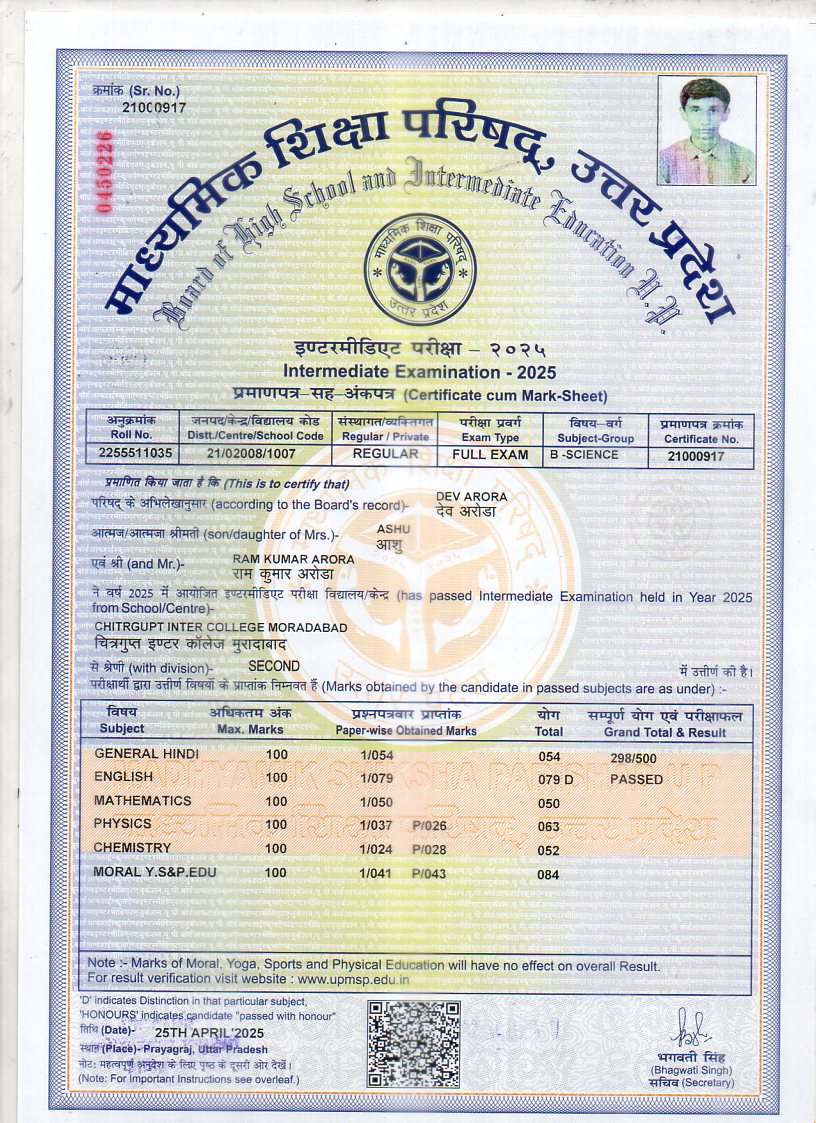 क्रमांक (Sr. No.)
21000917
0450226
माध्यमिक शिक्षा परिषद्, उत्तर प्रदेश
Board of High School and Intermediate Education U.P.
माध्यमिक शिक्षा परिषद्
उत्तर प्रदेश
इण्टरमीडिएट परीक्षा – २०२५
Intermediate Examination - 2025
प्रमाणपत्र–सह–अंकपत्र (Certificate cum Mark-Sheet)
अनुक्रमांक जनपद/केन्द्र/विद्यालय कोड संस्थागत/व्यक्तिगत परीक्षा प्रवर्ग विषय–वर्ग प्रमाणपत्र क्रमांक
Roll No. Distt./Centre/School Code Regular / Private Exam Type Subject-Group Certificate No.
2255511035 21/02008/1007 REGULAR FULL EXAM B -SCIENCE 21000917
प्रमाणित किया जाता है कि (This is to certify that)
DEV ARORA
परिषद् के अभिलेखानुसार (according to the Board's record)- देव अरोडा
ASHU
आत्मज/आत्मजा श्रीमती (son/daughter of Mrs.)- आशु
RAM KUMAR ARORA
एवं श्री (and Mr.)- राम कुमार अरोडा
ने वर्ष 2025 में आयोजित इण्टरमीडिएट परीक्षा विद्यालय/केन्द्र (has passed Intermediate Examination held in Year 2025
from School/Centre)-
CHITRGUPT INTER COLLEGE MORADABAD
चित्रगुप्त इण्टर कॉलेज मुरादाबाद
से श्रेणी (with division)- SECOND में उत्तीर्ण की है।
परीक्षार्थी द्वारा उत्तीर्ण विषयों के प्राप्तांक निम्नवत हैं (Marks obtained by the candidate in passed subjects are as under) :-
विषय अधिकतम अंक प्रश्नपत्रवार प्राप्तांक योग सम्पूर्ण योग एवं परीक्षाफल
Subject Max. Marks Paper-wise Obtained Marks Total Grand Total & Result
GENERAL HINDI 100 1/054 054 298/500
ENGLISH 100 1/079 079 D PASSED
MATHEMATICS 100 1/050 050
PHYSICS 100 1/037 P/026 063
CHEMISTRY 100 1/024 P/028 052
MORAL Y.S&P.EDU 100 1/041 P/043 084
Note :- Marks of Moral, Yoga, Sports and Physical Education will have no effect on overall Result.
For result verification visit website : www.upmsp.edu.in
'D' indicates Distinction in that particular subject,
'HONOURS' indicates candidate "passed with honour"
तिथि (Date)- 25TH APRIL'2025
स्थान (Place)- Prayagraj, Uttar Pradesh
नोट: महत्वपूर्ण अनुदेश के लिए पृष्ठ के दूसरी ओर देखें।
(Note: For Important Instructions see overleaf.)
भगवती सिंह
(Bhagwati Singh)
सचिव (Secretary)